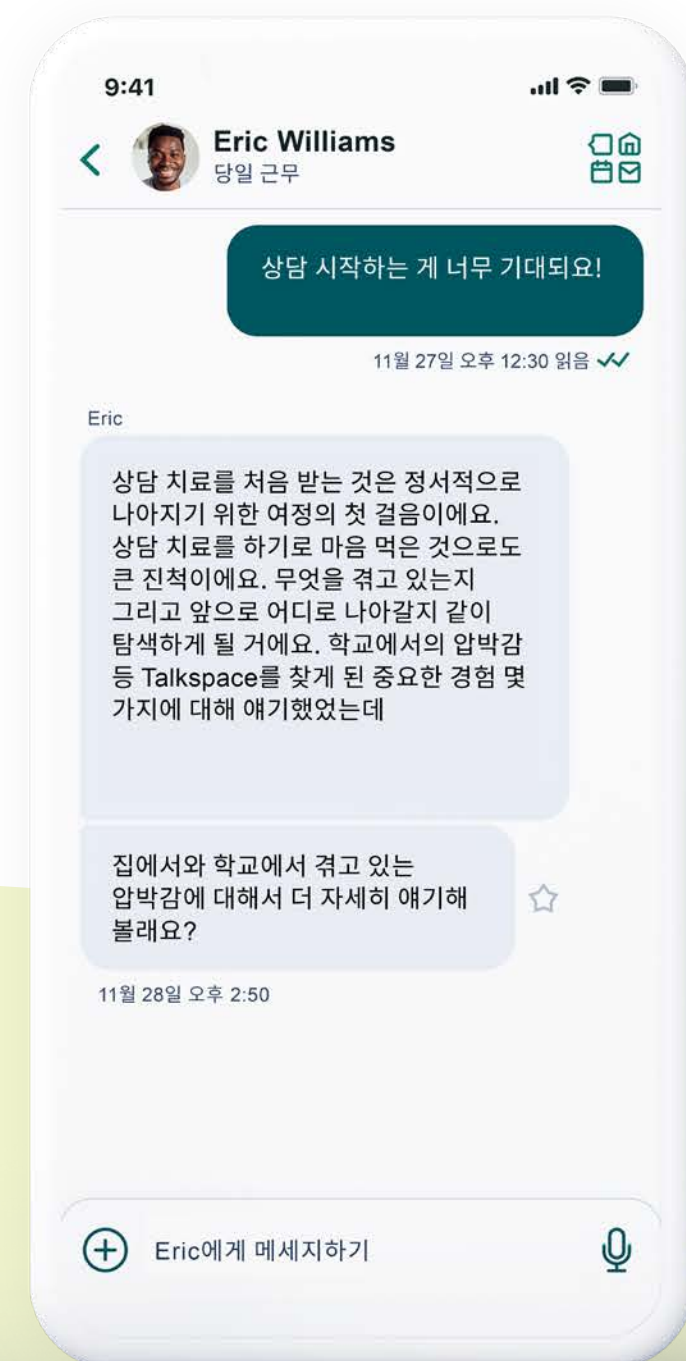 9:41
Eric Williams
당일 근무
상담 시작하는 게 너무 기대되요!
11월 27일 오후 12:30 읽음
Eric
상담 치료를 처음 받는 것은 정서적으로
나아지기 위한 여정의 첫 걸음이에요.
상담 치료를 하기로 마음 먹은 것으로도
큰 진척이에요. 무엇을 겪고 있는지
그리고 앞으로 어디로 나아갈지 같이
탐색하게 될 거에요. 학교에서의 압박감
등 Talkspace를 찾게 된 중요한 경험 몇
가지에 대해 얘기했었는데
집에서와 학교에서 겪고 있는
압박감에 대해서 더 자세히 얘기해
볼래요?
11월 28일 오후 2:50
Eric에게 메세지하기